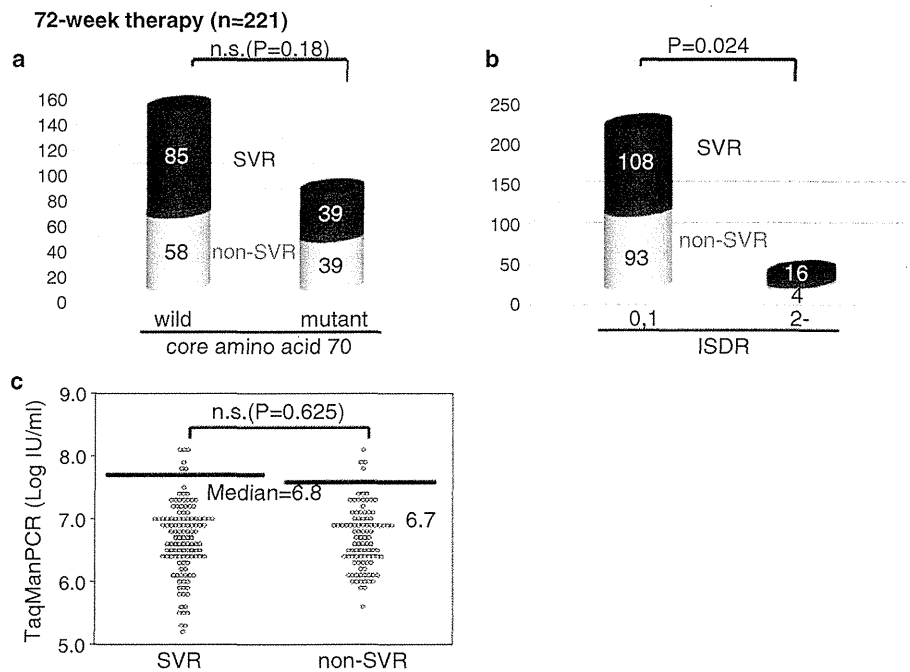 72-week therapy (n=221)
a
n.s.(P=0.18)
160
140
120
100
80
60
40
20
0
85
SVR
39
58
non-SVR
39
wild
mutant
core amino acid 70
b
P=0.024
250
200
150
100
50
0
108
SVR
non-SVR
93
16
4
0,1
2-
ISDR
c
TaqManPCR (Log IU/ml)
9.0
8.0
7.0
6.0
5.0
n.s.(P=0.625)
Median=6.8
6.7
SVR
non-SVR